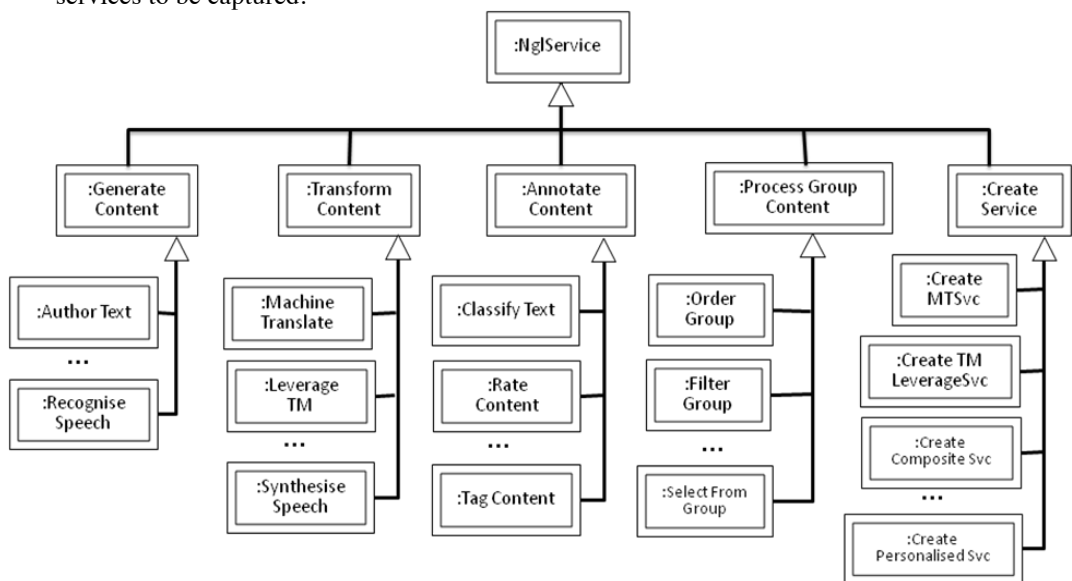 services to be captured:
:NglService
:Generate
Content
:Transform
Content
:Annotate
Content
:Process Group
Content
:Create
Service
:Author Text
...
:Recognise
Speech
:Machine
Translate
:Leverage
TM
...
:Synthesise
Speech
:Classify Text
:Rate
Content
...
:Tag Content
:Order
Group
:Filter
Group
...
:Select From
Group
:Create
MTSvc
:Create TM
LeverageSvc
:Create
Composite Svc
...
:Create
Personalised Svc